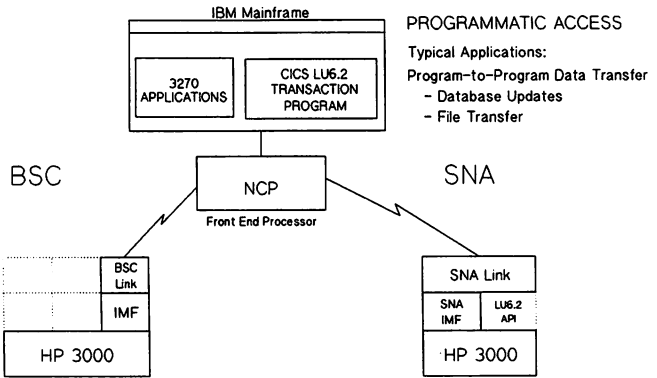 IBM Mainframe
PROGRAMMATIC ACCESS
Typical Applications:
Program-to-Program Data Transfer
- Database Updates
- File Transfer
3270
APPLICATIONS
CICS LU6.2
TRANSACTION
PROGRAM
BSC
NCP
SNA
Front End Processor
BSC
Link
IMF
HP 3000
SNA Link
SNA
IMF
LU6.2
API
HP 3000